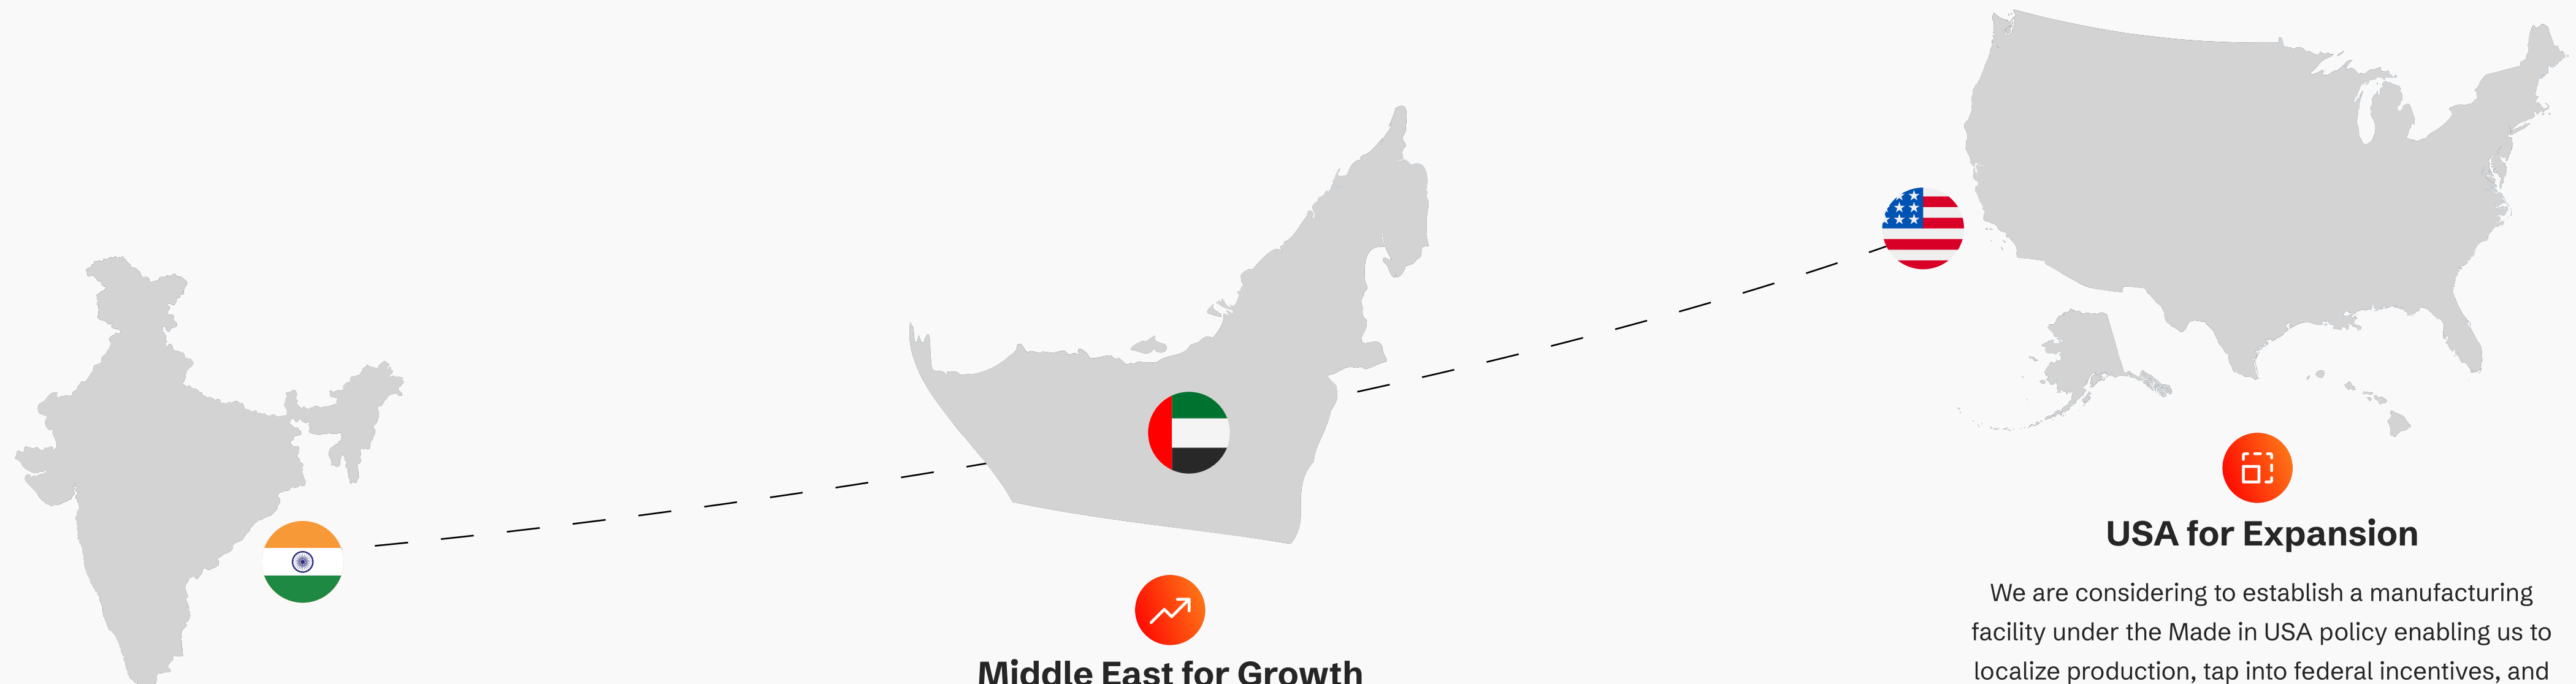 USA for Expansion
We are considering to establish a manufacturing
facility under the Made in USA policy enabling us to
localize production, tap into federal incentives, and
Middle East for Growth